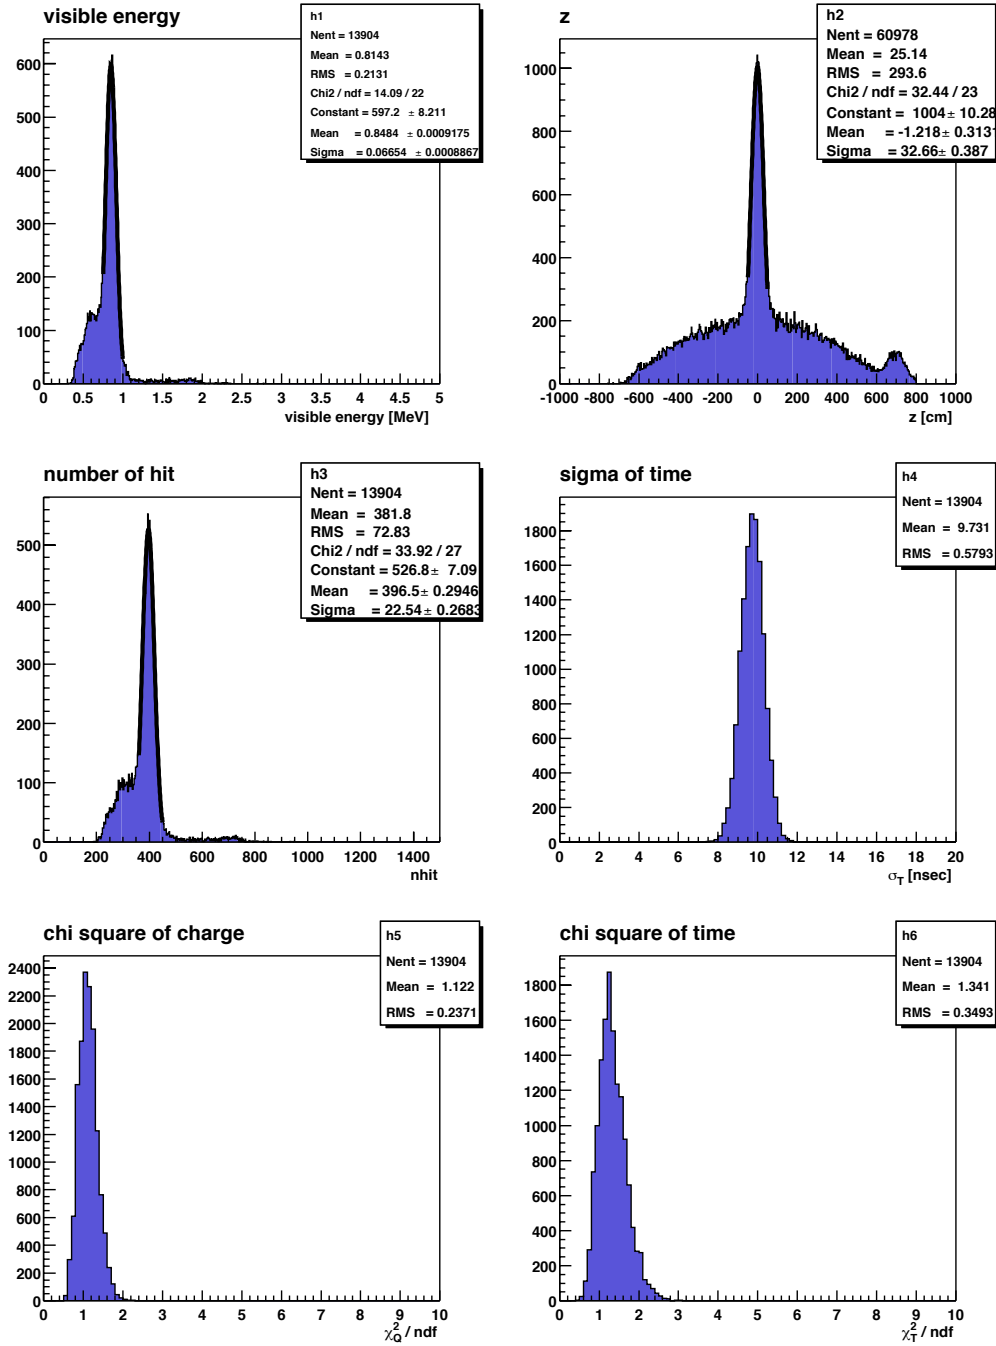 visible energy
h1
Nent = 13904
Mean = 0.8143
RMS = 0.2131
Chi2 / ndf = 14.09 / 22
Constant = 597.2 ± 8.211
Mean = 0.8484 ± 0.0009175
Sigma = 0.06654 ± 0.0008867
600
500
400
300
200
100
0
0 0.5 1 1.5 2 2.5 3 3.5 4 4.5 5
visible energy [MeV]
z
h2
Nent = 60978
Mean = 25.14
RMS = 293.6
Chi2 / ndf = 32.44 / 23
Constant = 1004 ± 10.28
Mean = -1.218 ± 0.3131
Sigma = 32.66 ± 0.387
1000
800
600
400
200
0
-1000 -800 -600 -400 -200 0 200 400 600 800 1000
z [cm]
number of hit
h3
Nent = 13904
Mean = 381.8
RMS = 72.83
Chi2 / ndf = 33.92 / 27
Constant = 526.8 ± 7.09
Mean = 396.5 ± 0.2946
Sigma = 22.54 ± 0.2683
500
400
300
200
100
0
0 200 400 600 800 1000 1200 1400
nhit
sigma of time
h4
Nent = 13904
Mean = 9.731
RMS = 0.5793
1800
1600
1400
1200
1000
800
600
400
200
0
0 2 4 6 8 10 12 14 16 18 20
σT [nsec]
chi square of charge
h5
Nent = 13904
Mean = 1.122
RMS = 0.2371
2400
2200
2000
1800
1600
1400
1200
1000
800
600
400
200
0
0 1 2 3 4 5 6 7 8 9 10
χ²Q / ndf
chi square of time
h6
Nent = 13904
Mean = 1.341
RMS = 0.3493
1800
1600
1400
1200
1000
800
600
400
200
0
0 1 2 3 4 5 6 7 8 9 10
χ²T / ndf